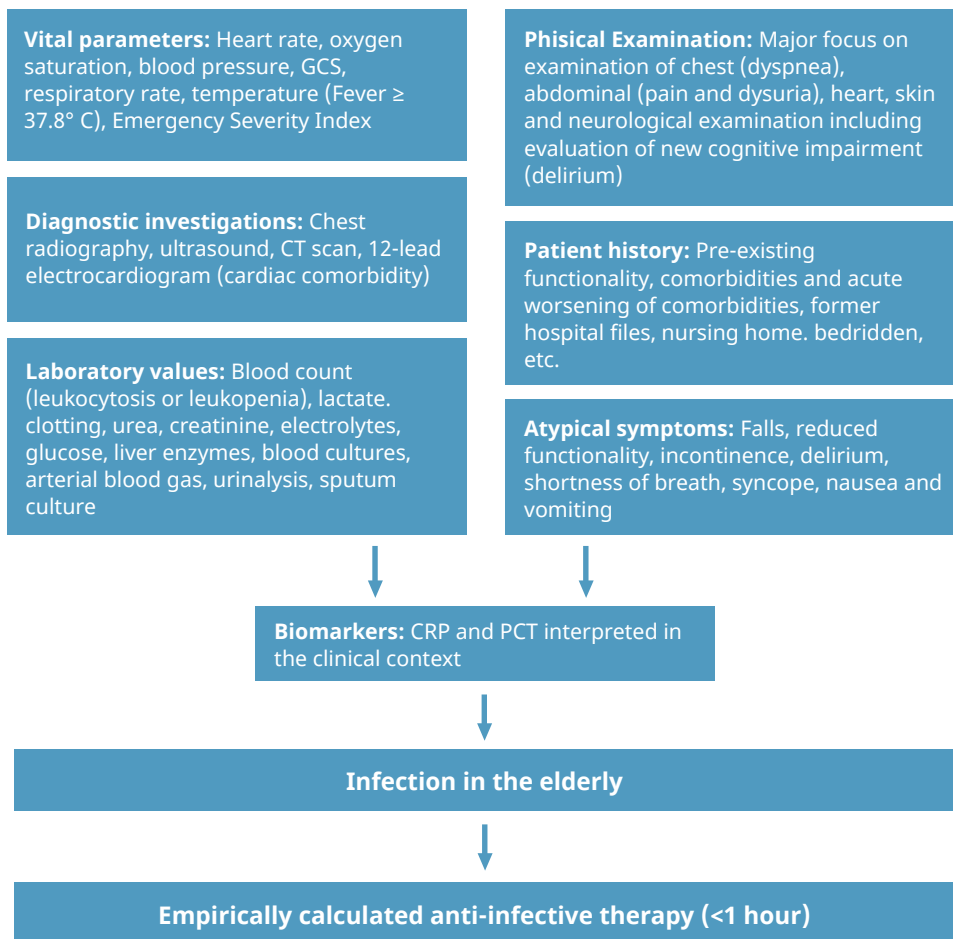 Vital parameters: Heart rate, oxygen
saturation, blood pressure, GCS,
respiratory rate, temperature (Fever ≥
37.8° C), Emergency Severity Index
Diagnostic investigations: Chest
radiography, ultrasound, CT scan, 12-lead
electrocardiogram (cardiac comorbidity)
Laboratory values: Blood count
(leukocytosis or leukopenia), lactate.
clotting, urea, creatinine, electrolytes,
glucose, liver enzymes, blood cultures,
arterial blood gas, urinalysis, sputum
culture
Phisical Examination: Major focus on
examination of chest (dyspnea),
abdominal (pain and dysuria), heart, skin
and neurological examination including
evaluation of new cognitive impairment
(delirium)
Patient history: Pre-existing
functionality, comorbidities and acute
worsening of comorbidities, former
hospital files, nursing home. bedridden,
etc.
Atypical symptoms: Falls, reduced
functionality, incontinence, delirium,
shortness of breath, syncope, nausea and
vomiting
Biomarkers: CRP and PCT interpreted in
the clinical context
Infection in the elderly
Empirically calculated anti-infective therapy (<1 hour)